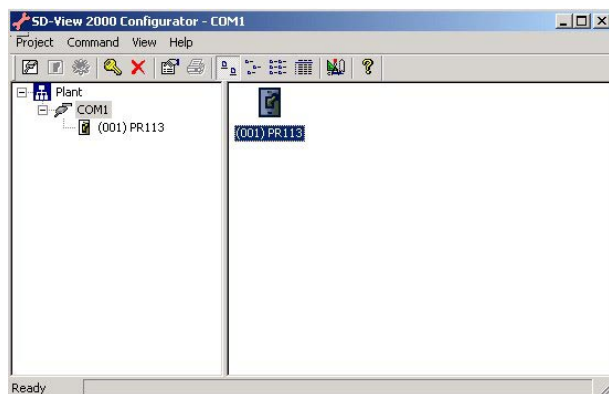 SD-View 2000 Configurator - COM1
Project Command View Help
Plant
COM1
(001) PR113
(001) PR113
Ready